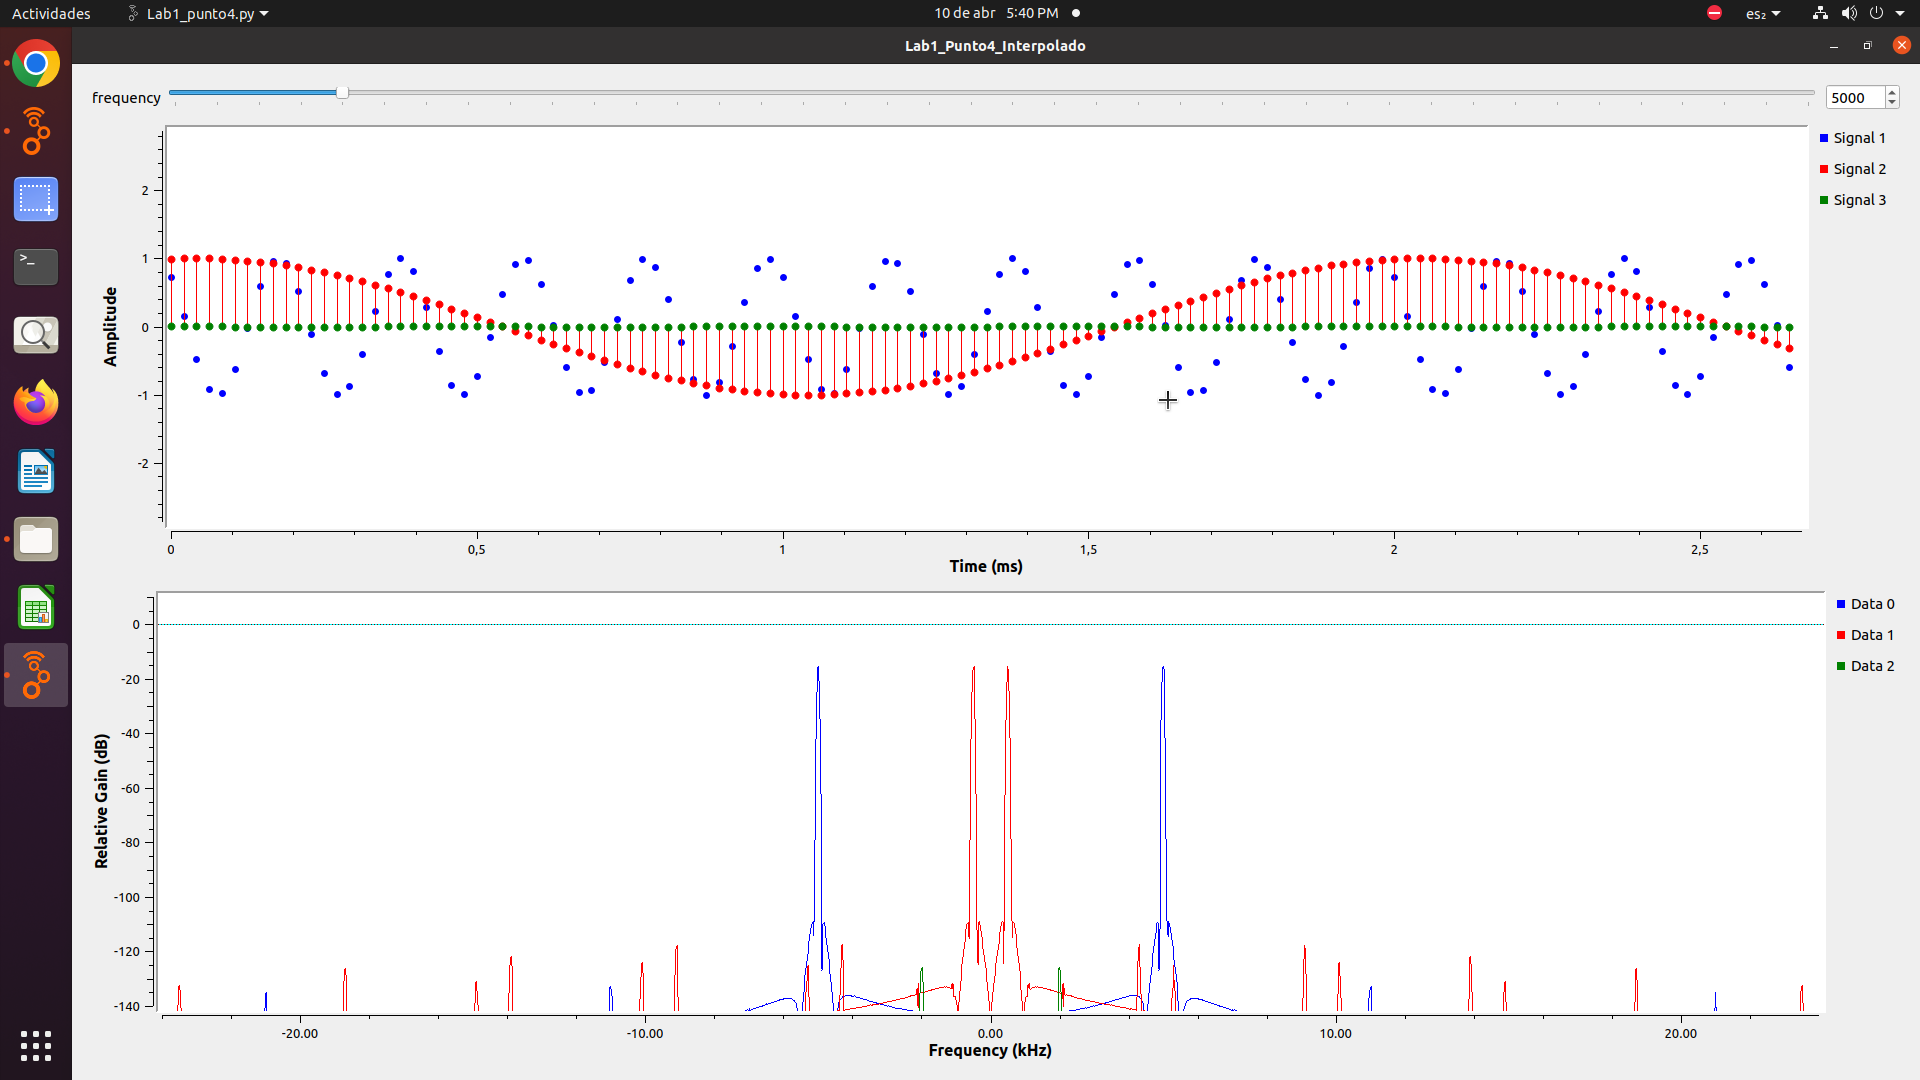 Actividades Lab1_punto4.py 10 de abr 5:40 PM es₂
Lab1_Punto4_Interpolado
frequency 5000
Signal 1
Signal 2
Signal 3
Amplitude
2
1
0
-1
-2
0 0,5 1 1,5 2 2,5
Time (ms)
Data 0
Data 1
Data 2
Relative Gain (dB)
0
-20
-40
-60
-80
-100
-120
-140
-20.00 -10.00 0.00 10.00 20.00
Frequency (kHz)
>_